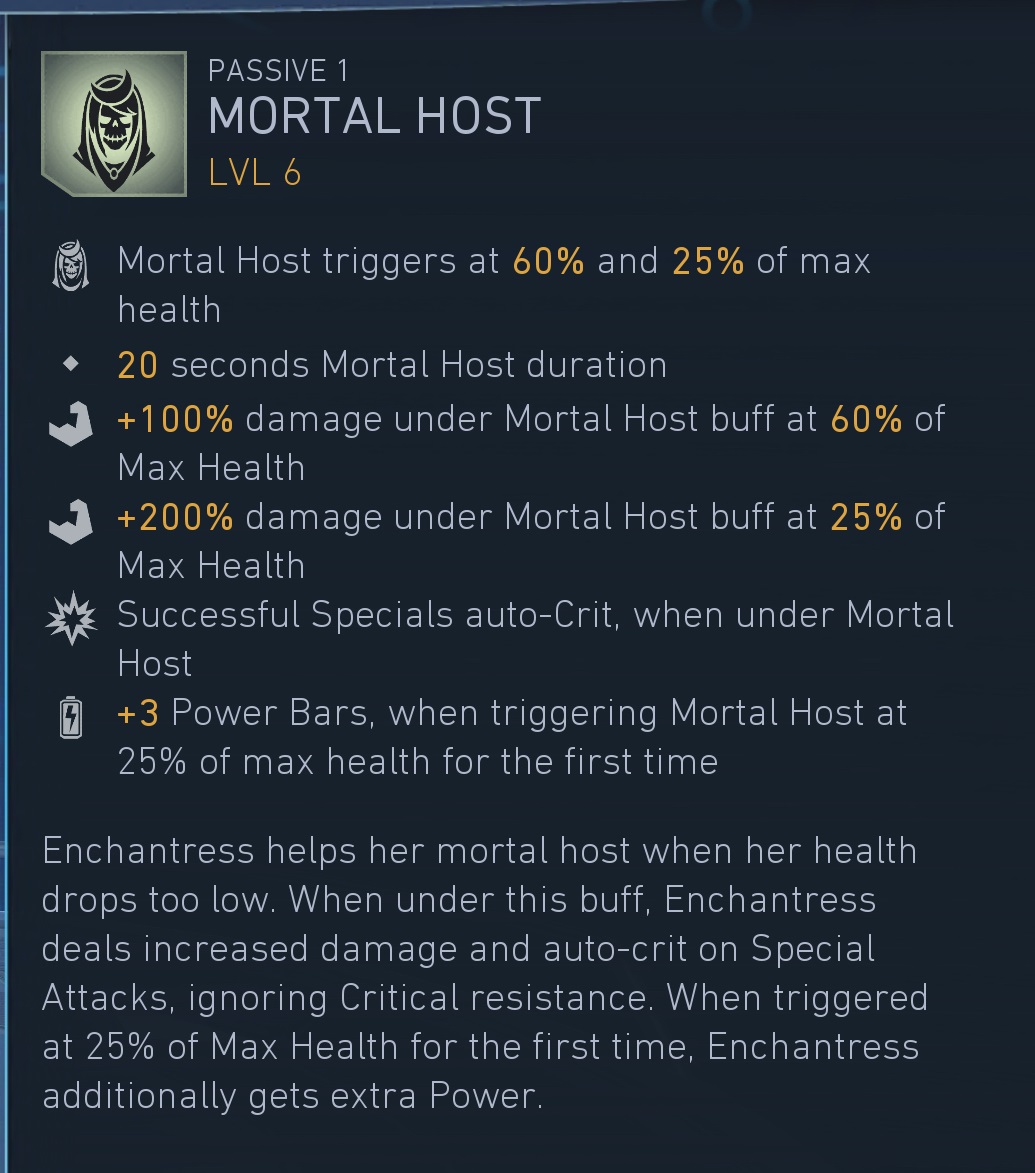 PASSIVE 1
MORTAL HOST
LVL 6
Mortal Host triggers at 60% and 25% of max
health
20 seconds Mortal Host duration
+100% damage under Mortal Host buff at 60% of
Max Health
+200% damage under Mortal Host buff at 25% of
Max Health
Successful Specials auto-Crit, when under Mortal
Host
+3 Power Bars, when triggering Mortal Host at
25% of max health for the first time
Enchantress helps her mortal host when her health
drops too low. When under this buff, Enchantress
deals increased damage and auto-crit on Special
Attacks, ignoring Critical resistance. When triggered
at 25% of Max Health for the first time, Enchantress
additionally gets extra Power.